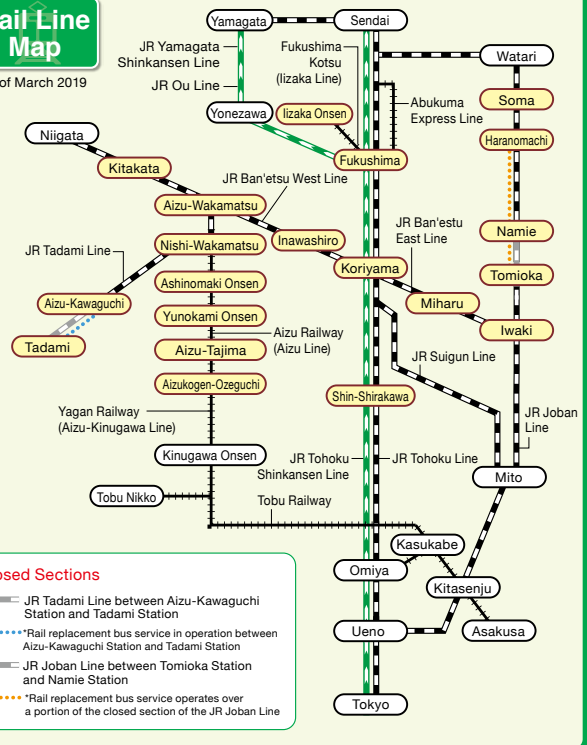 ail Line
Map
of March 2019
Yamagata
Sendai
JR Yamagata
Shinkansen Line
JR Ou Line
Fukushima
Kotsu
(Iizaka Line)
Watari
Abukuma
Express Line
Soma
Yonezawa
Iizaka Onsen
Niigata
Haranomachi
Fukushima
Kitakata
JR Ban'etsu West Line
Aizu-Wakamatsu
JR Ban'estu
East Line
Namie
JR Tadami Line
Nishi-Wakamatsu
Inawashiro
Koriyama
Tomioka
Ashinomaki Onsen
Aizu-Kawaguchi
Miharu
Yunokami Onsen
Iwaki
Tadami
Aizu Railway
(Aizu Line)
Aizu-Tajima
JR Suigun Line
Aizukogen-Ozeguchi
Shin-Shirakawa
Yagan Railway
(Aizu-Kinugawa Line)
JR Joban
Line
Kinugawa Onsen
JR Tohoku
Shinkansen Line
JR Tohoku Line
Mito
Tobu Nikko
Tobu Railway
Kasukabe
Omiya
Kitasenju
Ueno
Asakusa
Tokyo
osed Sections
JR Tadami Line between Aizu-Kawaguchi
Station and Tadami Station
*Rail replacement bus service in operation between
Aizu-Kawaguchi Station and Tadami Station
JR Joban Line between Tomioka Station
and Namie Station
*Rail replacement bus service operates over
a portion of the closed section of the JR Joban Line